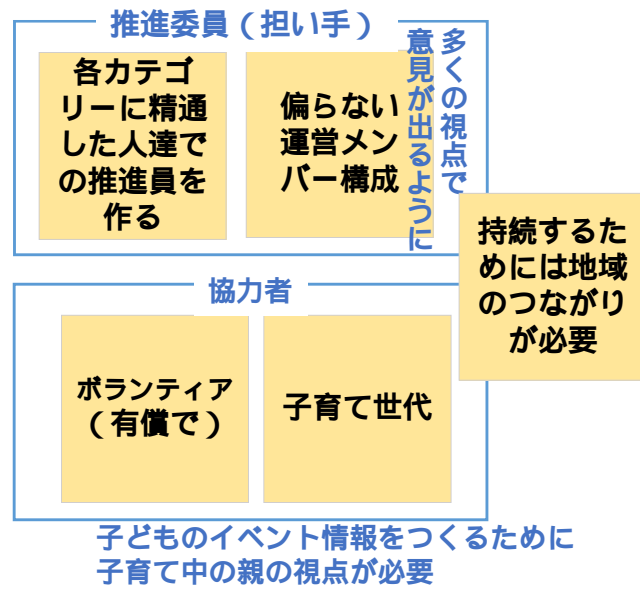 推進委員（担い手）
各カテゴ
リーに精通
した人達で
の推進員を
作る
偏らない
運営メン
バー構成
多くの視点で
意見が出るように
持続するた
めには地域
のつながり
が必要
協力者
ボランティア
（有償で）
子育て世代
子どものイベント情報をつくるために
子育て中の親の視点が必要